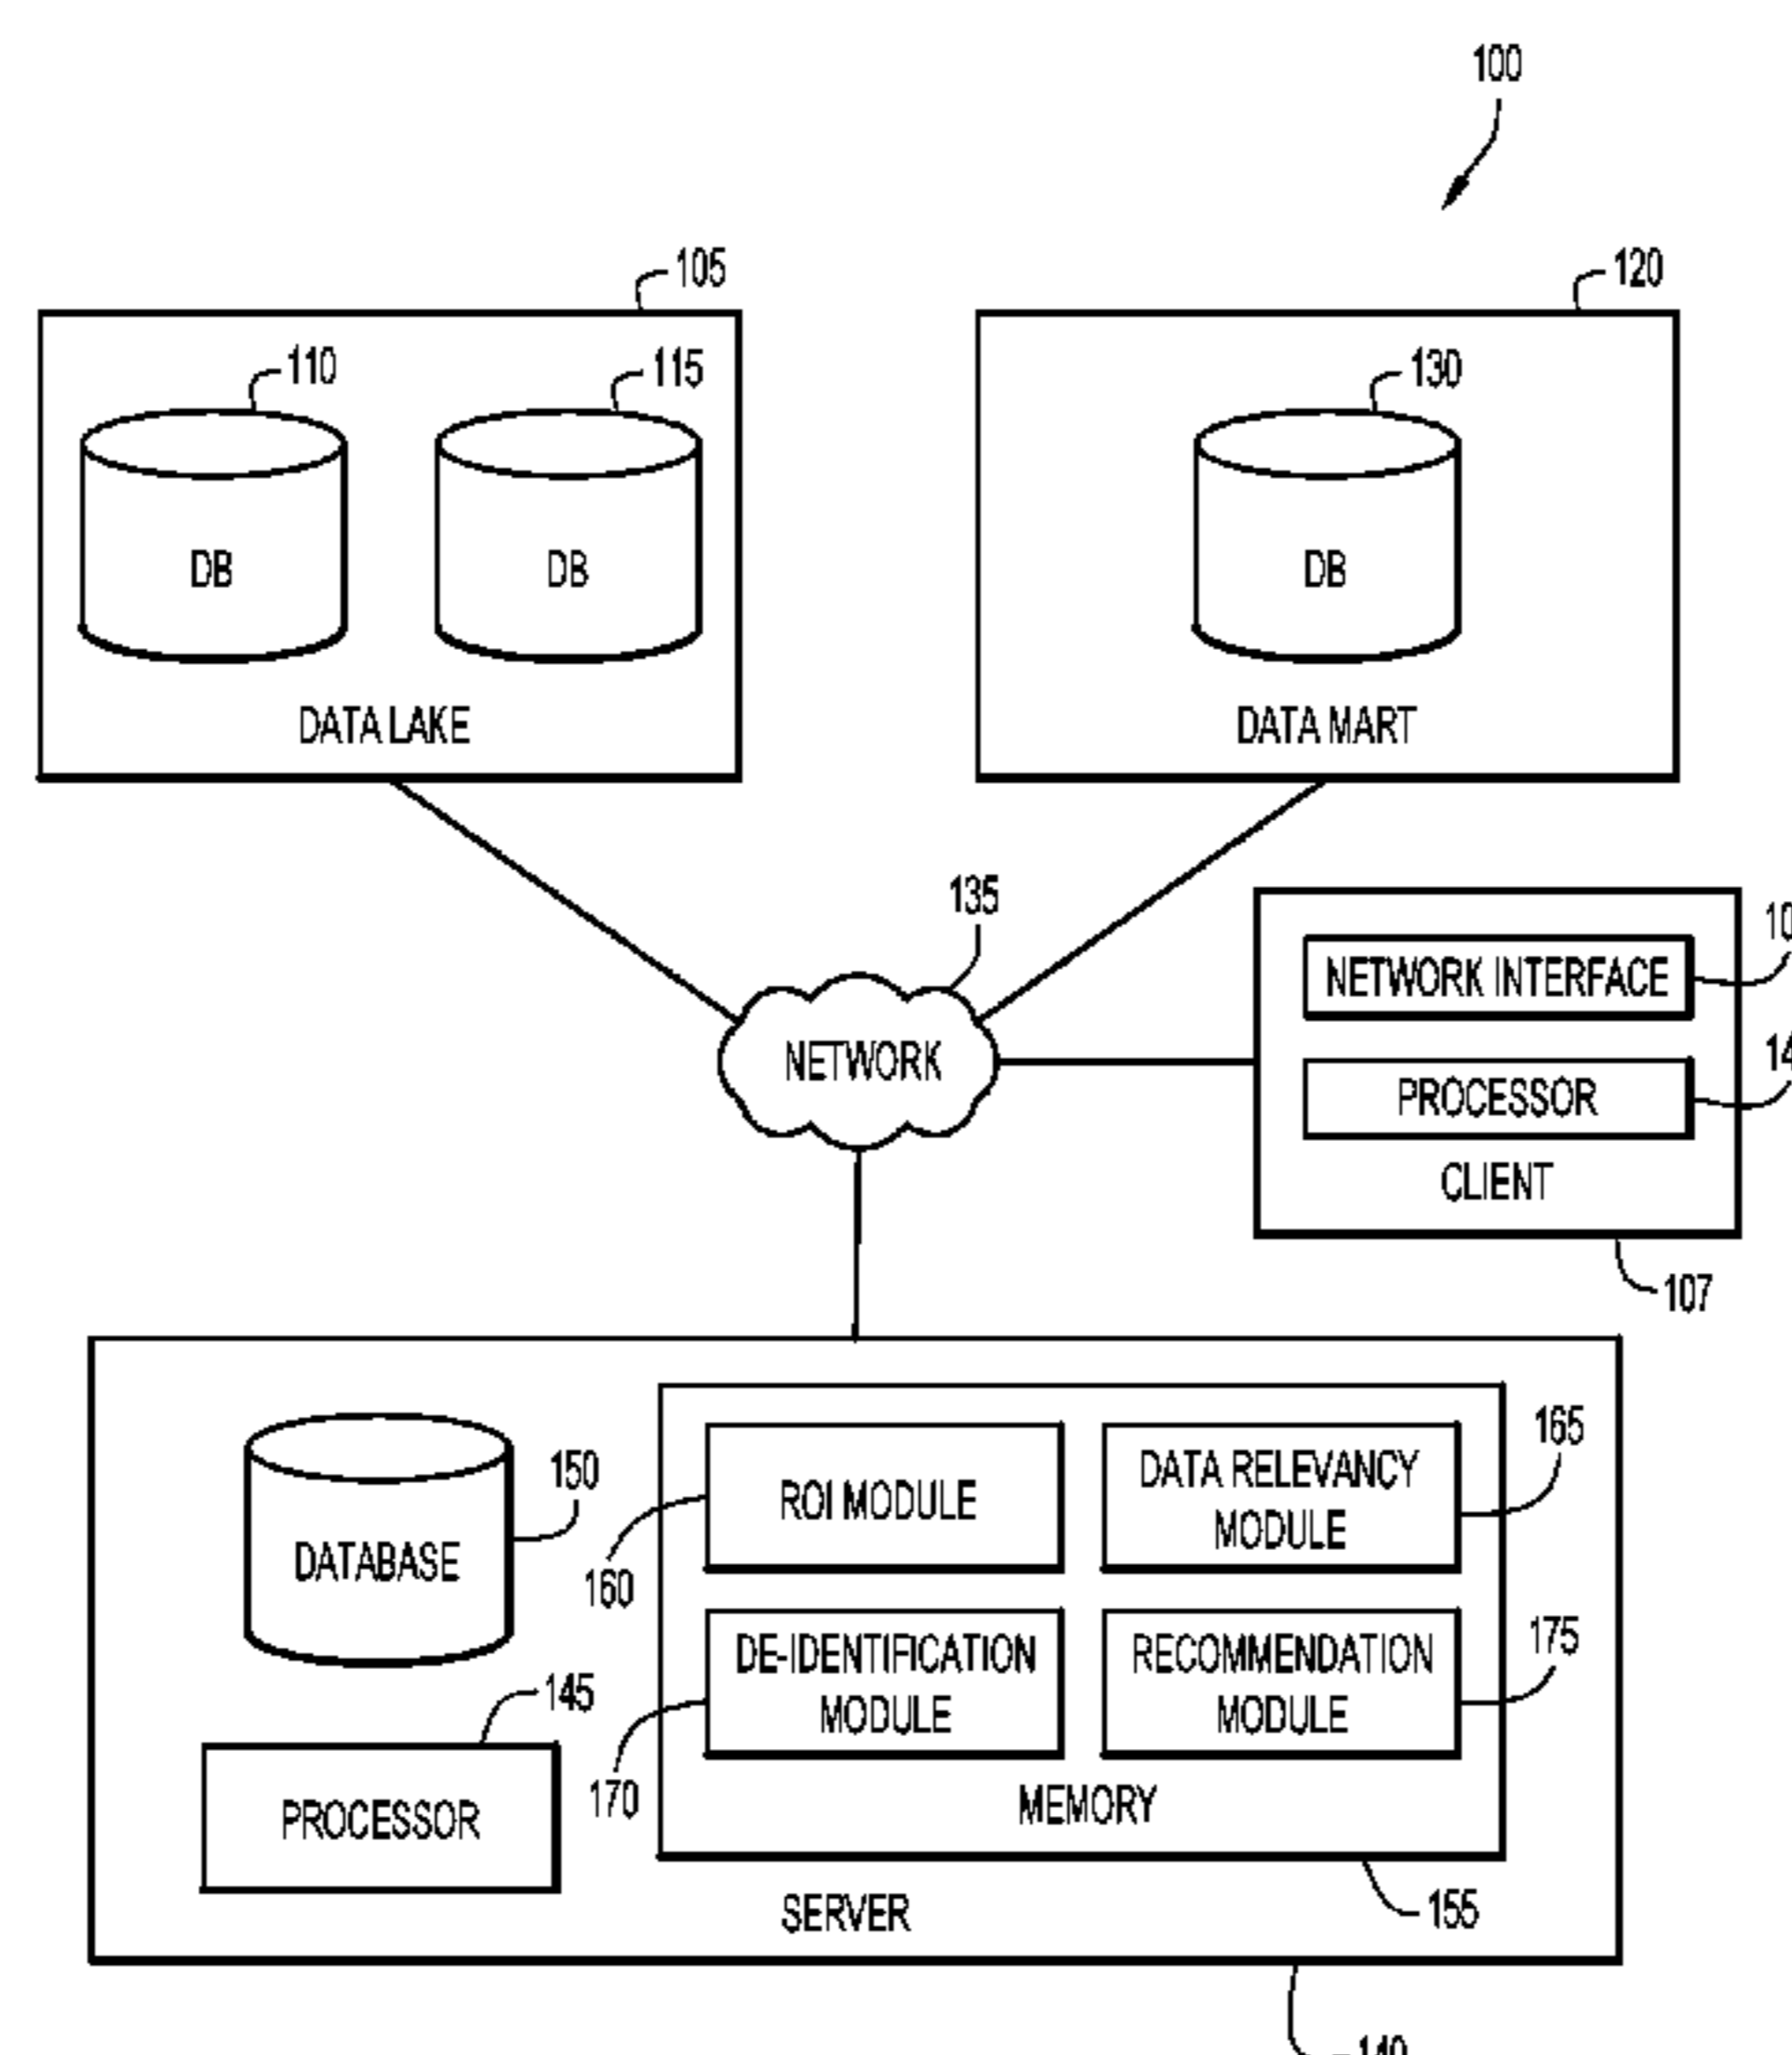 100
105
120
110
115
130
DB
DB
DB
DATA LAKE
DATA MART
135
NETWORK INTERFACE
NETWORK
PROCESSOR
CLIENT
107
150
DATABASE
ROI MODULE
160
DATA RELEVANCY
MODULE
165
DE-IDENTIFICATION
MODULE
170
RECOMMENDATION
MODULE
175
145
PROCESSOR
MEMORY
155
SERVER
140